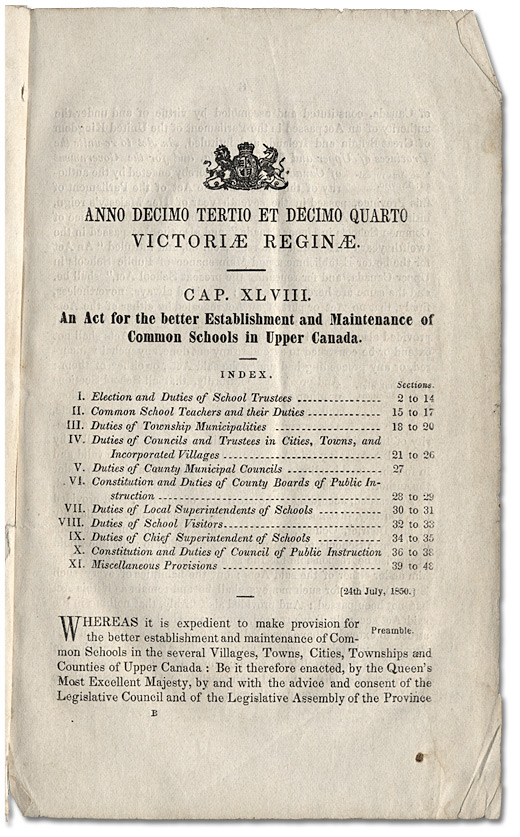 ANNO DECIMO TERTIO ET DECIMO QUARTO
VICTORIÆ REGINÆ.
CAP. XLVIII.
An Act for the better Establishment and Maintenance of
Common Schools in Upper Canada.
INDEX.
Sections.
I. Election and Duties of School Trustees 2 to 14
II. Common School Teachers and their Duties 15 to 17
III. Duties of Township Municipalities 18 to 20
IV. Duties of Councils and Trustees in Cities, Towns, and
Incorporated Villages 21 to 26
V. Duties of County Municipal Councils 27
VI. Constitution and Duties of County Boards of Public In-
struction 28 to 29
VII. Duties of Local Superintendents of Schools 30 to 31
VIII. Duties of School Visitors 32 to 33
IX. Duties of Chief Superintendent of Schools 34 to 35
X. Constitution and Duties of Council of Public Instruction 36 to 38
XI. Miscellaneous Provisions 39 to 48
[24th July, 1850.]
WHEREAS it is expedient to make provision for
Preamble.
the better establishment and maintenance of Com-
mon Schools in the several Villages, Towns, Cities, Townships and
Counties of Upper Canada : Be it therefore enacted, by the Queen's
Most Excellent Majesty, by and with the advice and consent of the
Legislative Council and of the Legislative Assembly of the Province
B